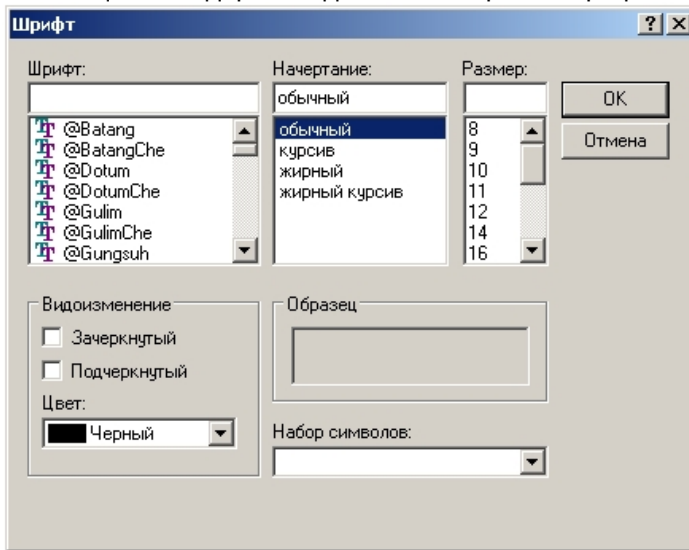 Шрифт
Шрифт: Начертание: Размер:
обычный OK
@Batang обычный 8 Отмена
@BatangChe курсив 9
@Dotum жирный 10
@DotumChe жирный курсив 11
@Gulim 12
@GulimChe 14
@Gungsuh 16
Видоизменение Образец
Зачеркнутый
Подчеркнутый
Цвет:
Черный Набор символов: